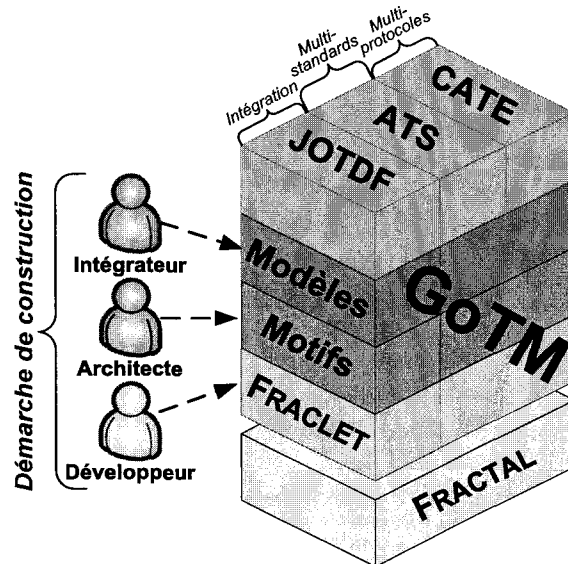 Multi-
protocoles
Multi-
standards
Intégration
CATE
ATS
JOTDF
Démarche de construction
Intégrateur
Architecte
Développeur
Modèles
Motifs
FRACLET
GOTM
FRACTAL